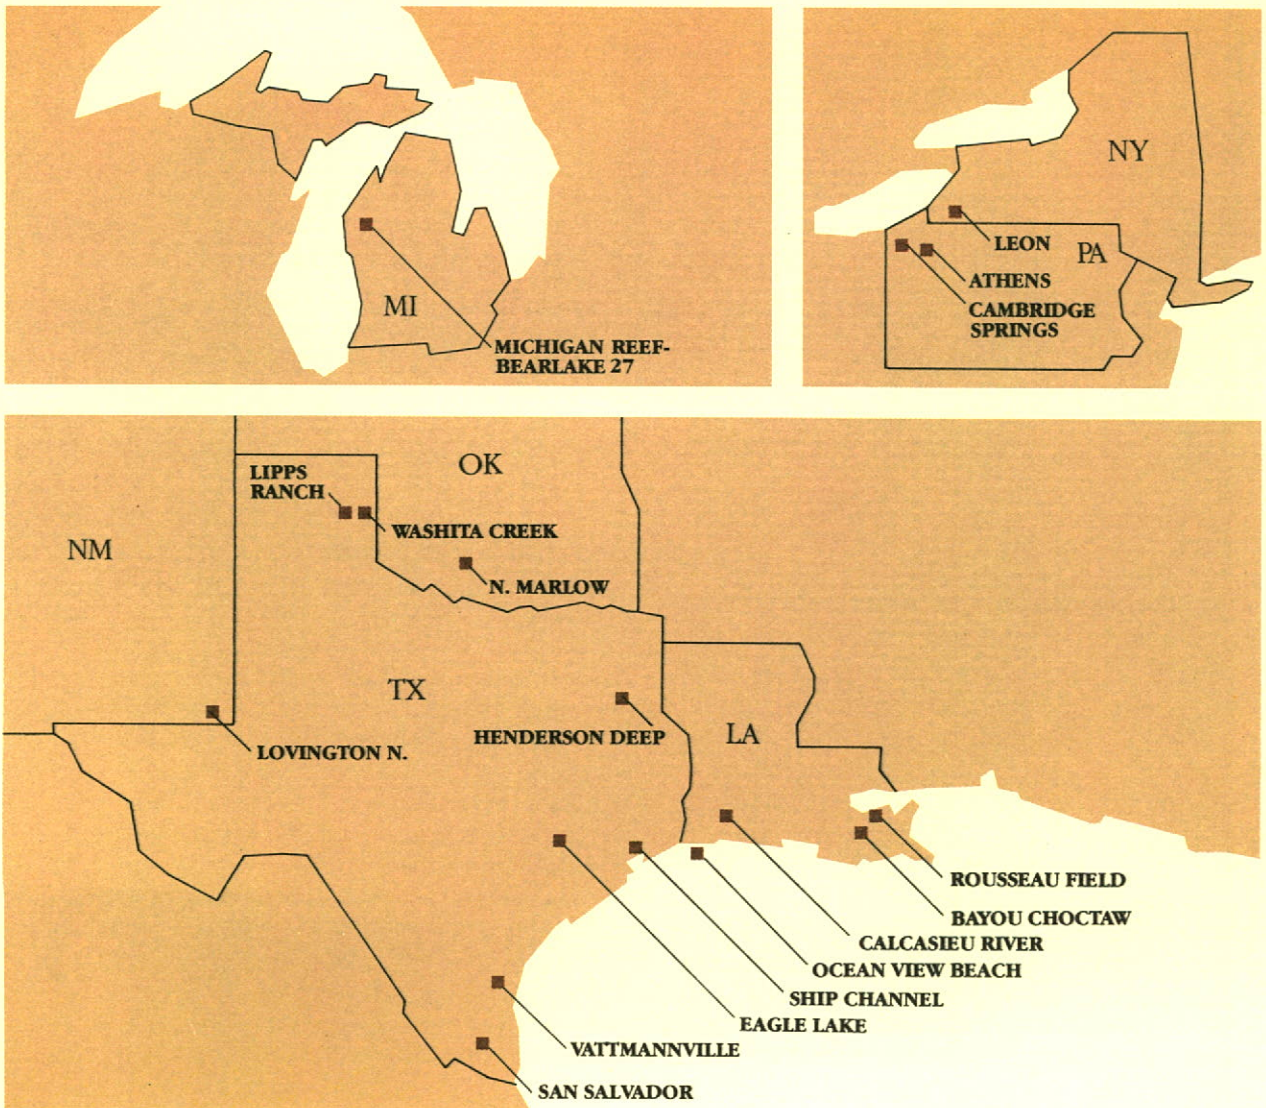 MI
MICHIGAN REEF-
BEARLAKE 27
NY
LEON
PA
ATHENS
CAMBRIDGE
SPRINGS
OK
LIPPS
RANCH
WASHITA CREEK
NM
N. MARLOW
TX
HENDERSON DEEP
LA
LOVINGTON N.
ROUSSEAU FIELD
BAYOU CHOCTAW
CALCASIEU RIVER
OCEAN VIEW BEACH
SHIP CHANNEL
EAGLE LAKE
VATTMANNVILLE
SAN SALVADOR